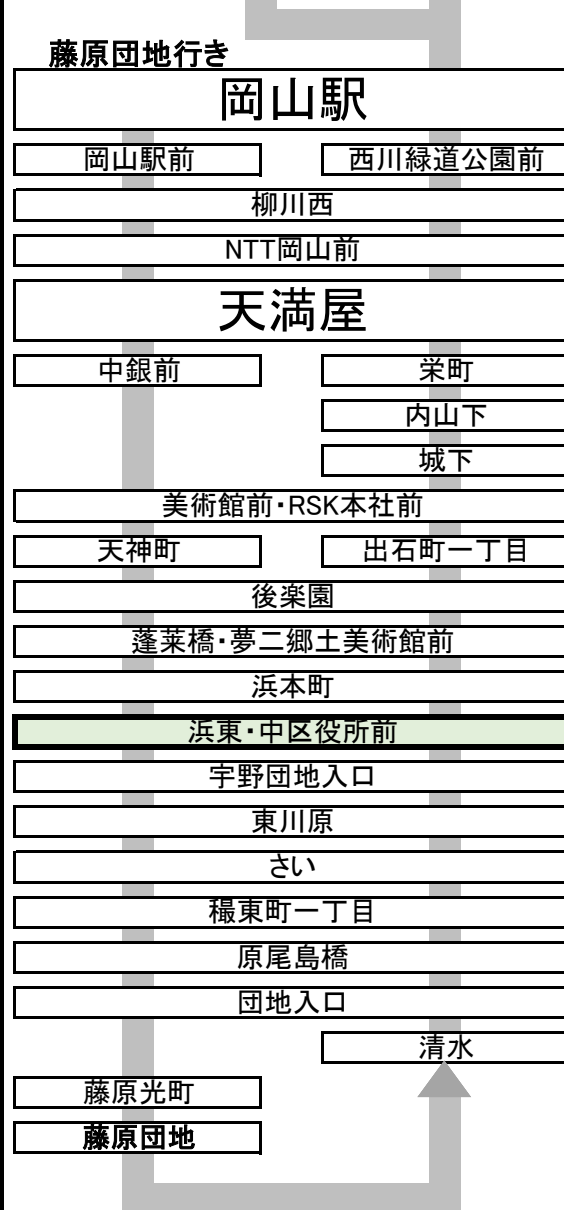 藤原団地行き
岡山駅
岡山駅前
西川緑道公園前
柳川西
NTT岡山前
天満屋
中銀前
栄町
内山下
城下
美術館前・RSK本社前
天神町
出石町一丁目
後楽園
蓬莱橋・夢二郷土美術館前
浜本町
浜東・中区役所前
宇野団地入口
東川原
さい
穝東町一丁目
原尾島橋
団地入口
清水
藤原光町
藤原団地